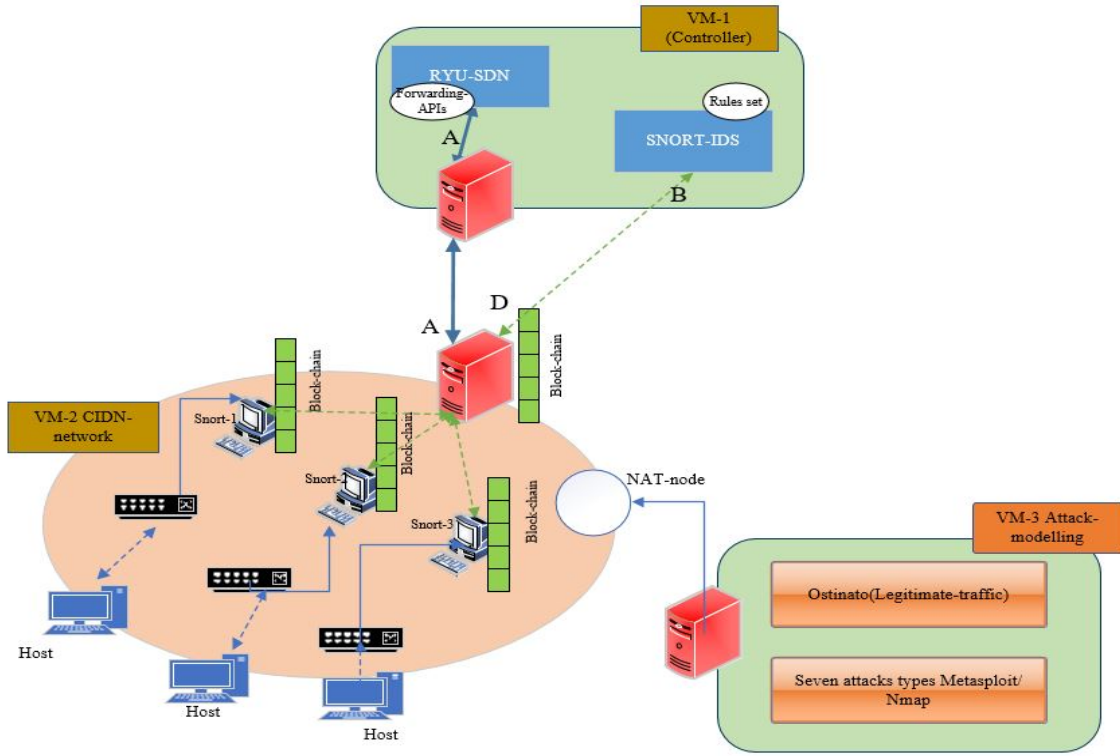 VM-1
(Controller)
RYU-SDN
Forwarding-
APIs
Rules set
SNORT-IDS
A
B
D
A
Block-chain
Block-chain
VM-2 CIDN-
network
Snort-1
Block-chain
Snort-2
NAT-node
Snort-3
Block-chain
VM-3 Attack-
modelling
Ostinato(Legitimate-traffic)
Seven attacks types Metasploit/
Nmap
Host
Host
Host